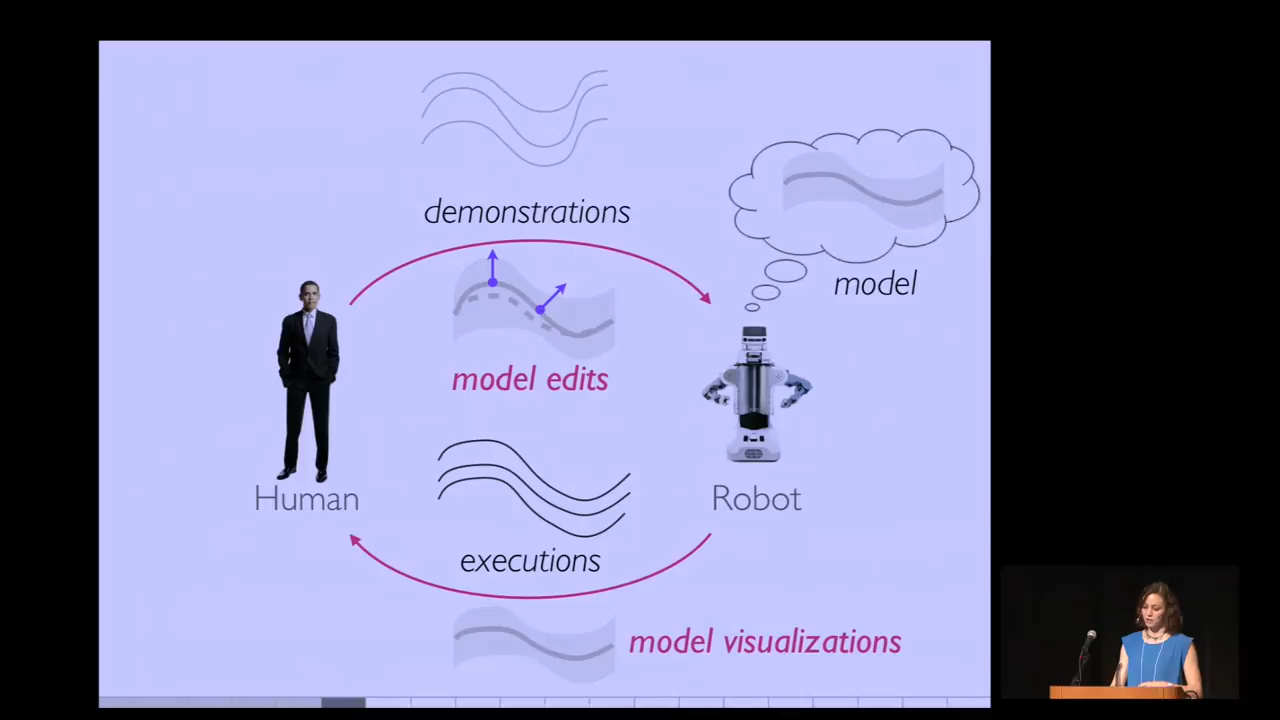 demonstrations
model
model edits
Human
Robot
executions
model visualizations